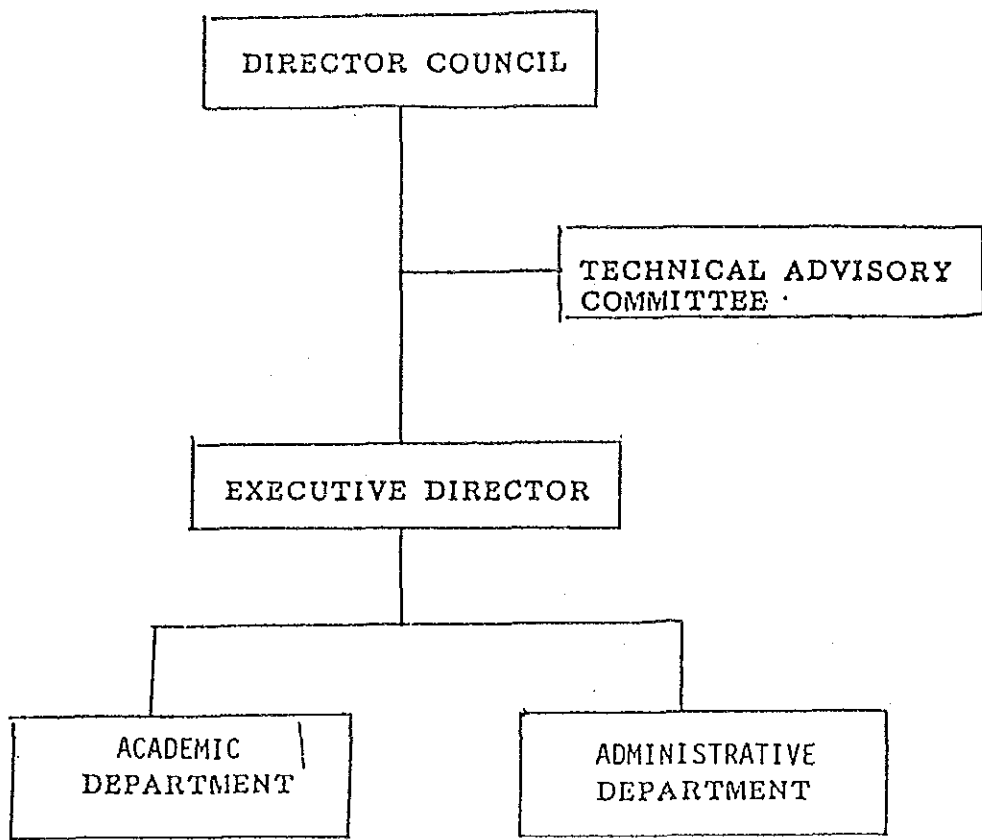 DIRECTOR COUNCIL
TECHNICAL ADVISORY
COMMITTEE
EXECUTIVE DIRECTOR
ACADEMIC
DEPARTMENT
ADMINISTRATIVE
DEPARTMENT